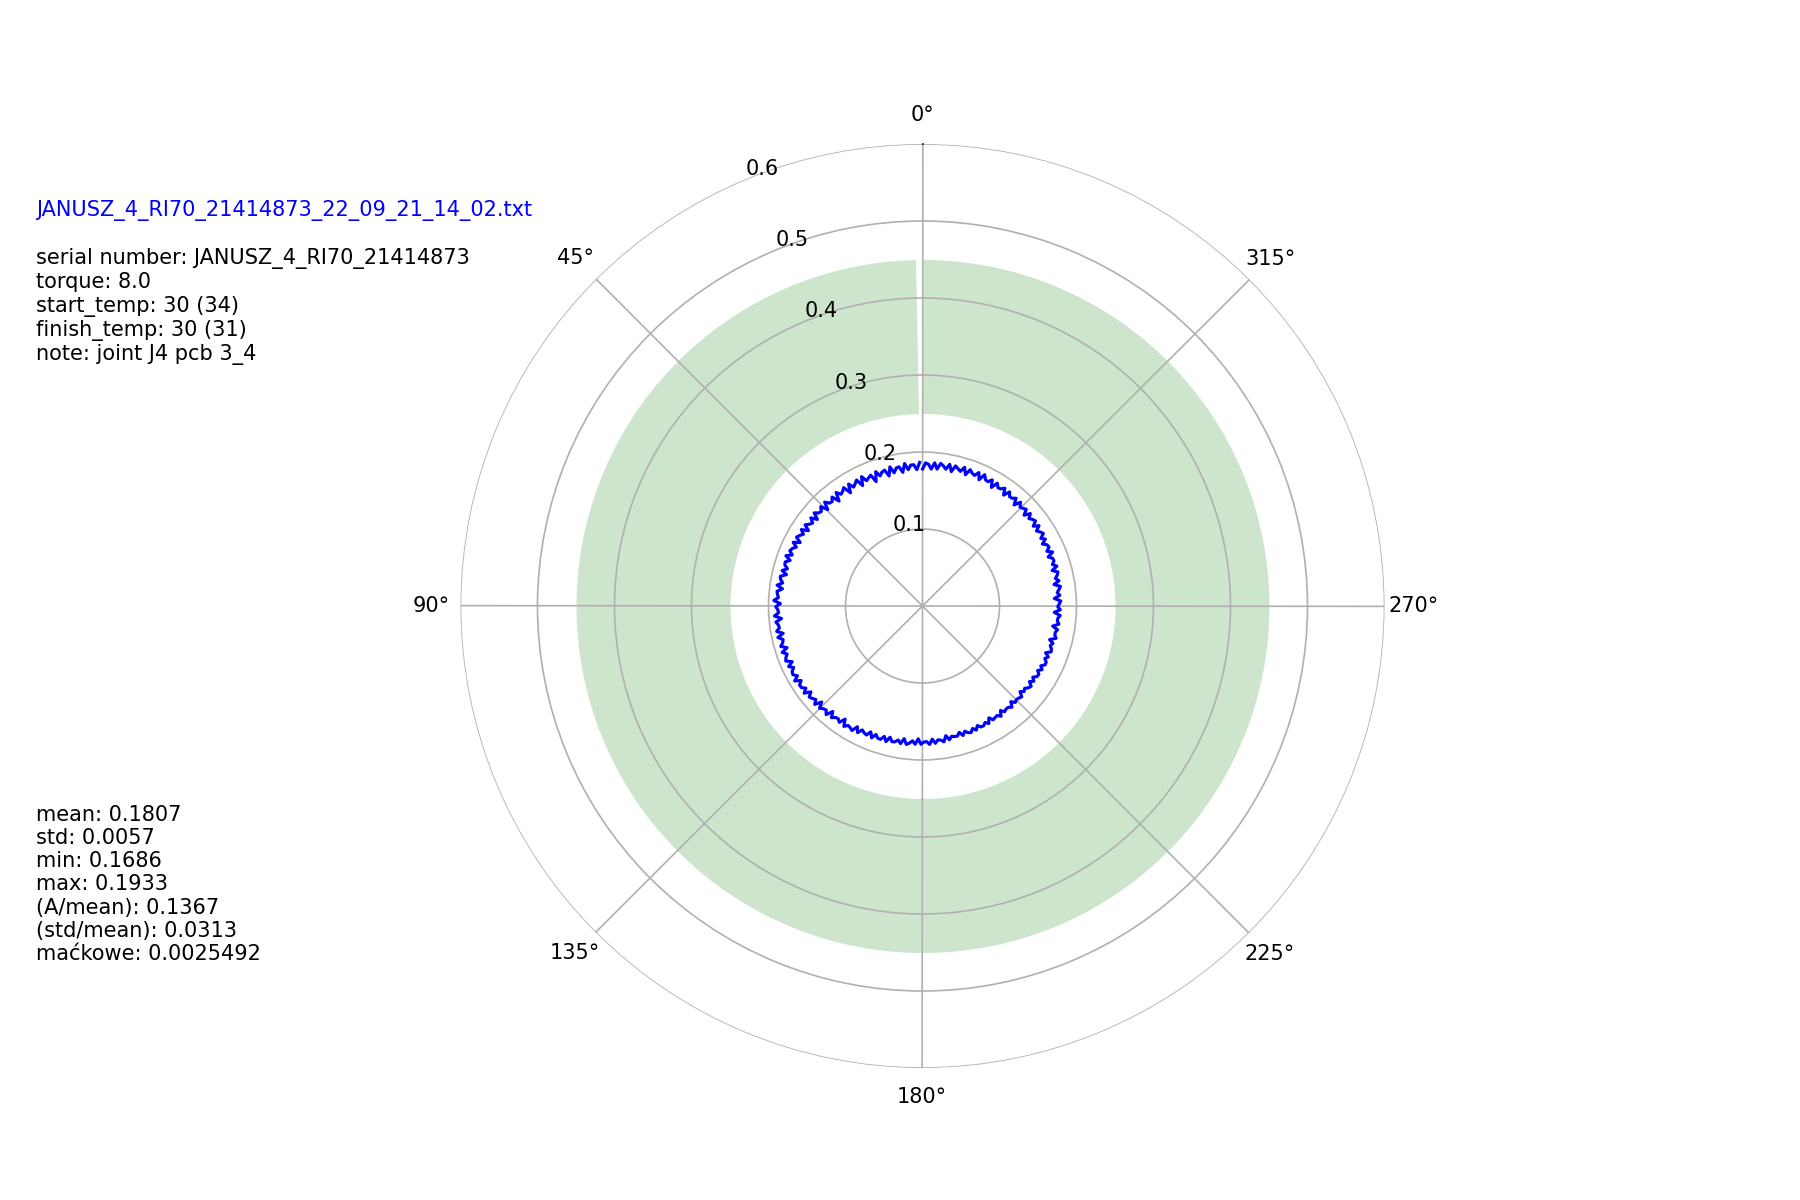 JANUSZ_4_RI70_21414873_22_09_21_14_02.txt
serial number: JANUSZ_4_RI70_21414873
torque: 8.0
start_temp: 30 (34)
finish_temp: 30 (31)
note: joint J4 pcb 3_4
0°
45°
315°
0.6
0.5
0.4
0.3
0.2
0.1
90°
270°
135°
225°
180°
mean: 0.1807
std: 0.0057
min: 0.1686
max: 0.1933
(A/mean): 0.1367
(std/mean): 0.0313
maćkowe: 0.0025492